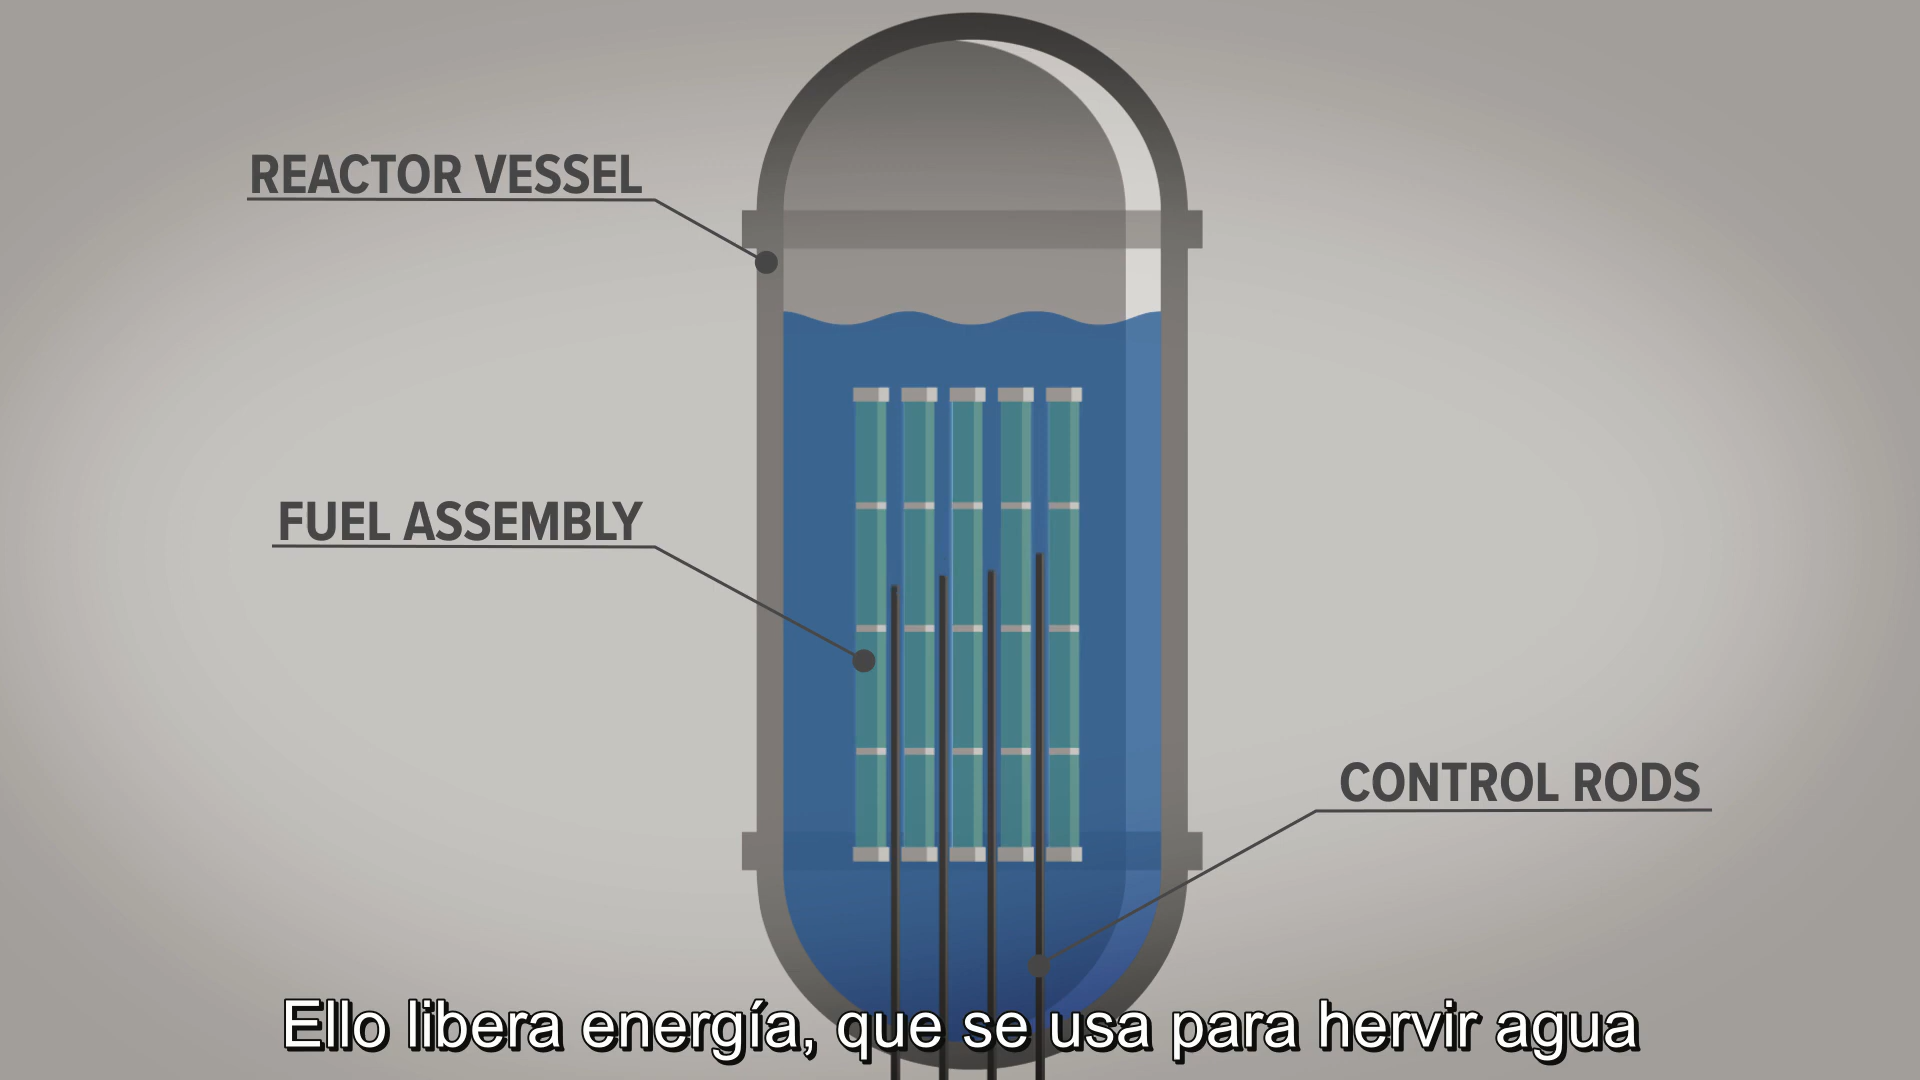 REACTOR VESSEL
FUEL ASSEMBLY
CONTROL RODS
Ello libera energía, que se usa para hervir agua